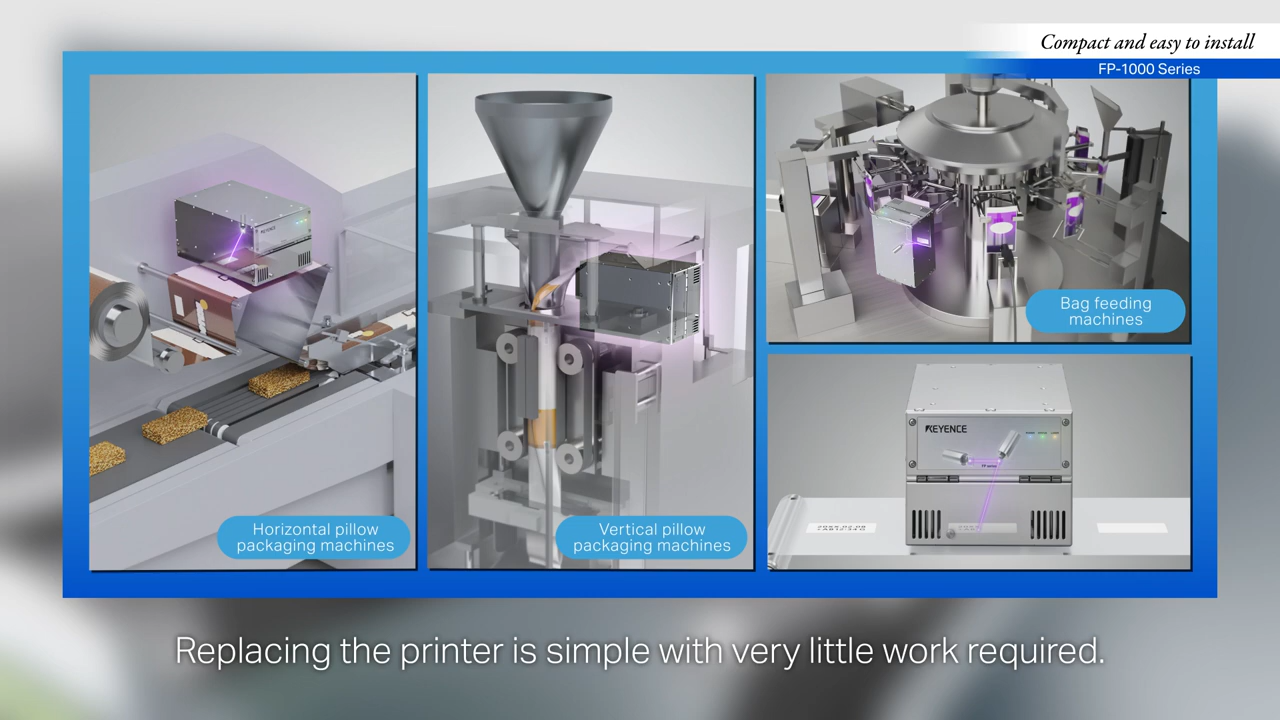 Compact and easy to install
FP-1000 Series
KEYENCE
Horizontal pillow
packaging machines
Vertical pillow
packaging machines
Bag feeding
machines
KEYENCE
Replacing the printer is simple with very little work required.